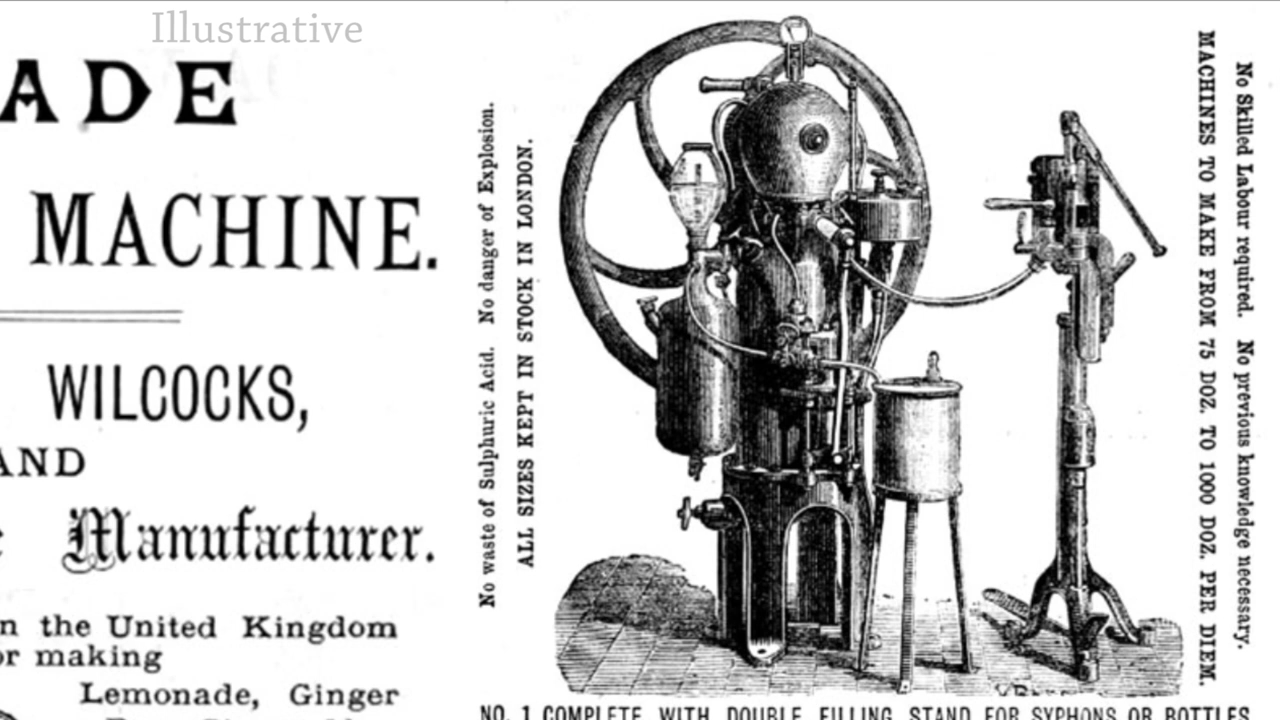 Illustrative
ADE
MACHINE.
WILCOCKS,
AND
Manufacturer.
the United Kingdom
making
Lemonade, Ginger
No waste of Sulphuric Acid. No danger of Explosion.
ALL SIZES KEPT IN STOCK IN LONDON.
No Skilled Labour required. No previous knowledge necessary.
MACHINES TO MAKE FROM 75 DOZ. TO 1000 DOZ. PER DIEM.
NO. 1 COMPLETE WITH DOUBLE FILLING STAND FOR SYPHONS OR BOTTLES